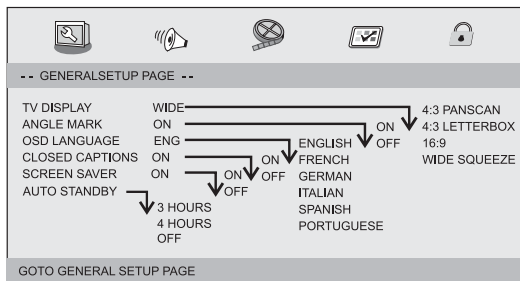 -- GENERALSETUP PAGE --
TV DISPLAY WIDE 4:3 PANSCAN
ANGLE MARK ON ON 4:3 LETTERBOX
OSD LANGUAGE ENG ENGLISH OFF 16:9
CLOSED CAPTIONS ON ON FRENCH WIDE SQUEEZE
SCREEN SAVER ON ON OFF GERMAN
AUTO STANDBY OFF ITALIAN
3 HOURS SPANISH
4 HOURS PORTUGUESE
OFF
GOTO GENERAL SETUP PAGE